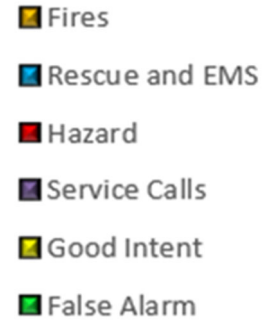 Fires
Rescue and EMS
Hazard
Service Calls
Good Intent
False Alarm